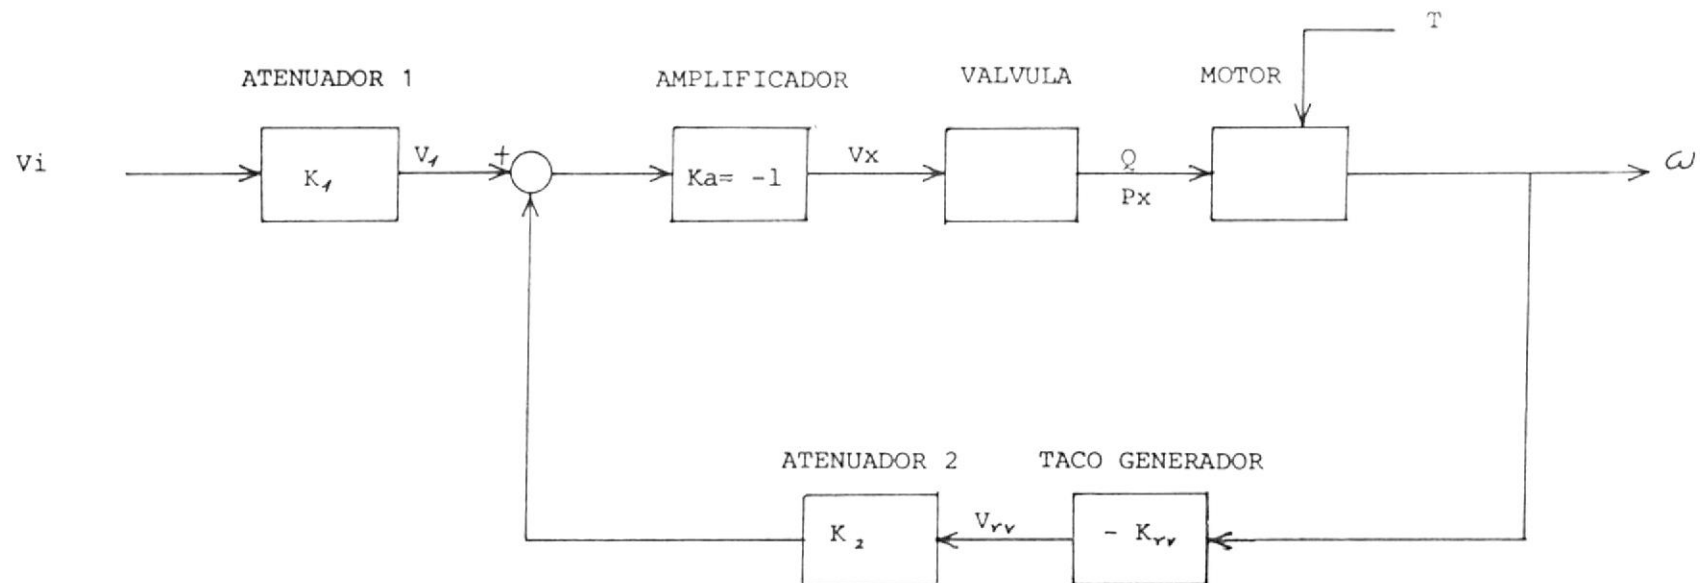 T
ATENUADOR 1
AMPLIFICADOR
VALVULA
MOTOR
Vi
K1
V1
+
Ka= -1
Vx
Q
Px
ω
ATENUADOR 2
TACO GENERADOR
K2
Vrv
- Krv